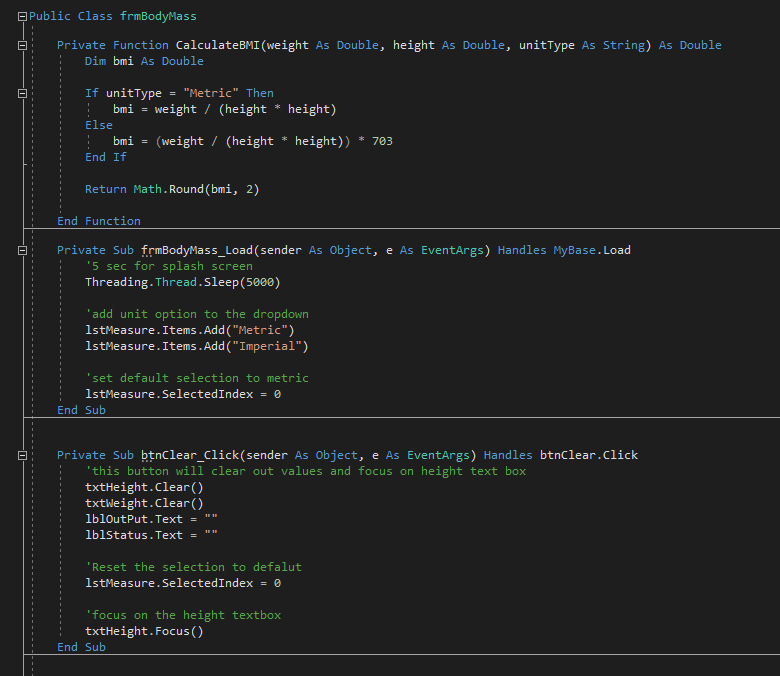 Public Class frmBodyMass
Private Function CalculateBMI(weight As Double, height As Double, unitType As String) As Double
Dim bmi As Double
If unitType = "Metric" Then
bmi = weight / (height * height)
Else
bmi = (weight / (height * height)) * 703
End If
Return Math.Round(bmi, 2)
End Function
Private Sub frmBodyMass_Load(sender As Object, e As EventArgs) Handles MyBase.Load
'5 sec for splash screen
Threading.Thread.Sleep(5000)
'add unit option to the dropdown
lstMeasure.Items.Add("Metric")
lstMeasure.Items.Add("Imperial")
'set default selection to metric
lstMeasure.SelectedIndex = 0
End Sub
Private Sub btnClear_Click(sender As Object, e As EventArgs) Handles btnClear.Click
'this button will clear out values and focus on height text box
txtHeight.Clear()
txtWeight.Clear()
lblOutPut.Text = ""
lblStatus.Text = ""
'Reset the selection to defalut
lstMeasure.SelectedIndex = 0
'focus on the height textbox
txtHeight.Focus()
End Sub